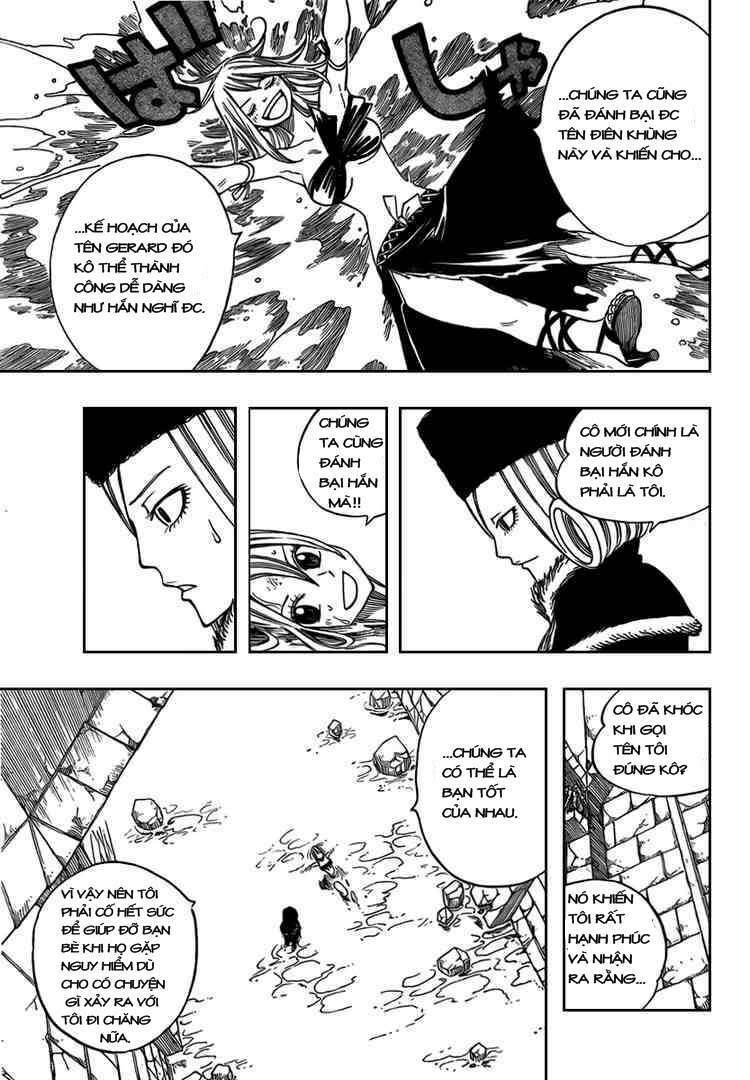 ...CHÚNG TA CŨNG
ĐÃ ĐÁNH BẠI ĐC
TÊN ĐIÊN KHÙNG
NÀY VÀ KHIẾN CHO...
ばしゃ
...KẾ HOẠCH CỦA
TÊN GERARD ĐÓ
KÔ THỂ THÀNH
CÔNG DỄ DÀNG
NHƯ HẮN NGHĨ ĐC.
CÔ MỚI CHÍNH LÀ
NGƯỜI ĐÁNH
BẠI HẮN KÔ
PHẢI LÀ TÔI.
CHÚNG
TA CÙNG
ĐÁNH
BẠI HẮN
MÀ!!
CÔ ĐÃ KHÓC
KHI GỌI
TÊN TÔI
ĐÚNG KÔ?
NÓ KHIẾN
TÔI RẤT
HẠNH PHÚC
VÀ NHẬN
RA RẰNG...
...CHÚNG TA
CÓ THỂ LÀ
BẠN TỐT
CỦA NHAU.
VÌ VẬY NÊN TÔI
PHẢI CỐ HẾT SỨC
ĐỂ GIÚP ĐỠ BẠN
BÈ KHI HỌ GẶP
NGUY HIỂM DÙ
CHO CÓ CHUYỆN
GÌ XẢY RA VỚI
TÔI ĐI CHĂNG
NỮA.